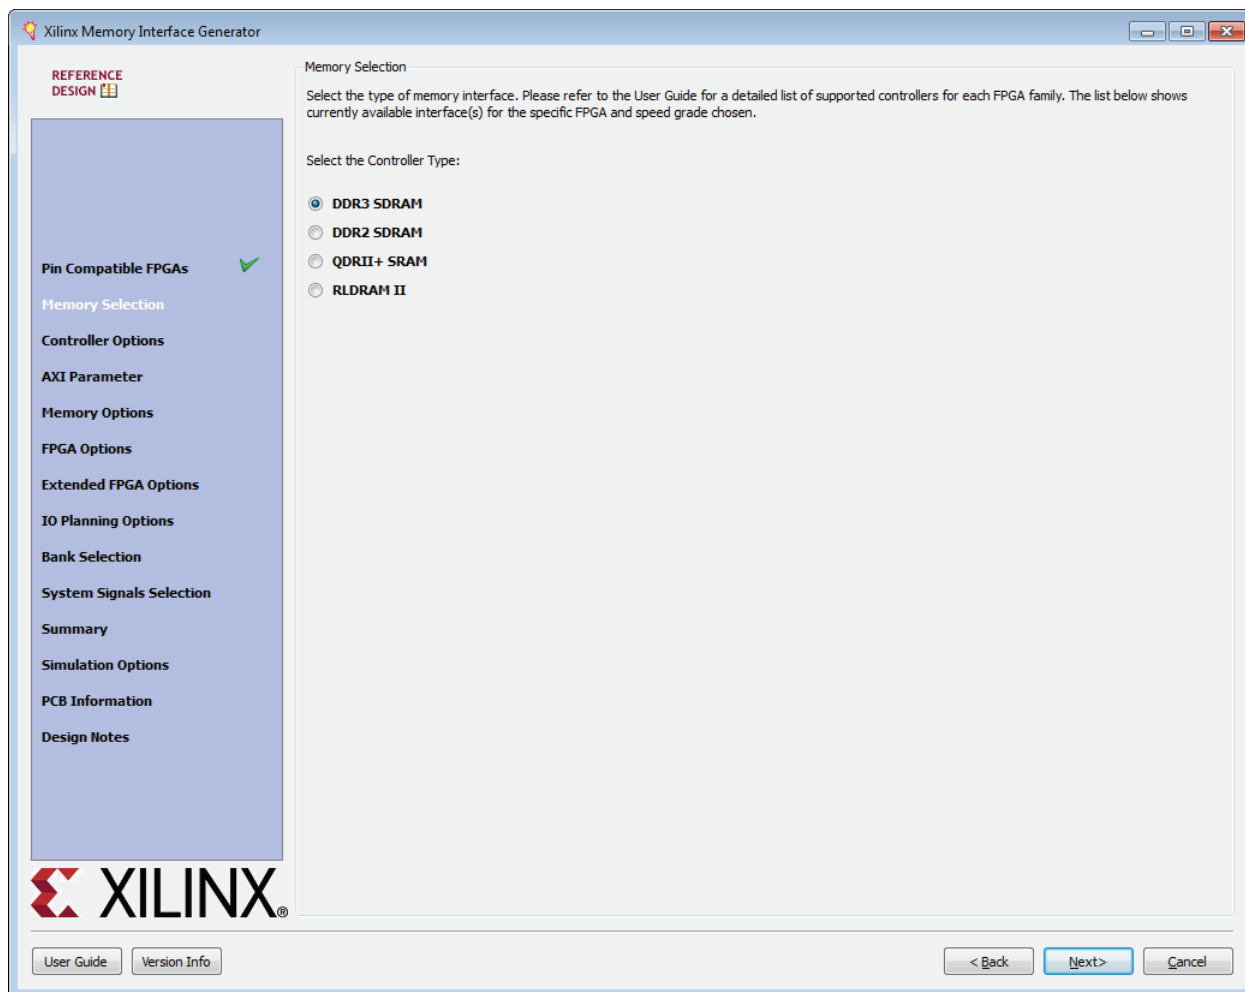 Xilinx Memory Interface Generator
REFERENCE
DESIGN
Pin Compatible FPGAs
Memory Selection
Controller Options
AXI Parameter
Memory Options
FPGA Options
Extended FPGA Options
IO Planning Options
Bank Selection
System Signals Selection
Summary
Simulation Options
PCB Information
Design Notes
XILINX®
Memory Selection
Select the type of memory interface. Please refer to the User Guide for a detailed list of supported controllers for each FPGA family. The list below shows
currently available interface(s) for the specific FPGA and speed grade chosen.
Select the Controller Type:
DDR3 SDRAM
DDR2 SDRAM
QDRII+ SRAM
RLDRAM II
User Guide
Version Info
< Back
Next>
Cancel